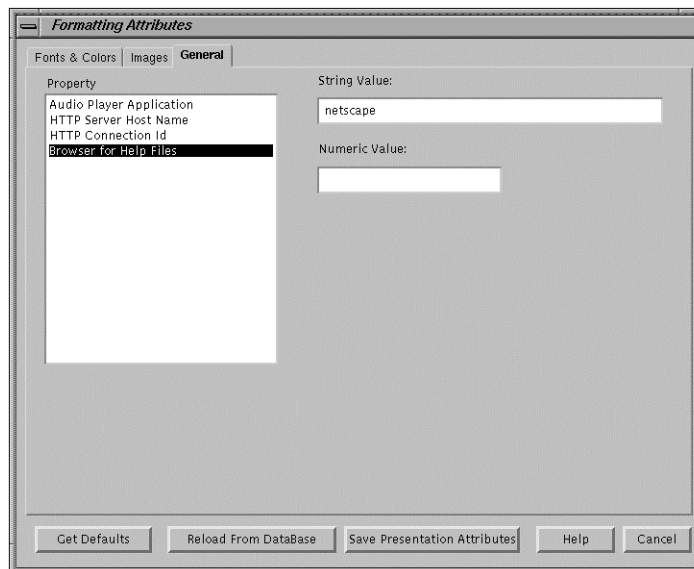 Formatting Attributes
Fonts & Colors Images General
Property
Audio Player Application
HTTP Server Host Name
HTTP Connection Id
Browser for Help Files
String Value:
netscape
Numeric Value:
Get Defaults Reload From DataBase Save Presentation Attributes Help Cancel